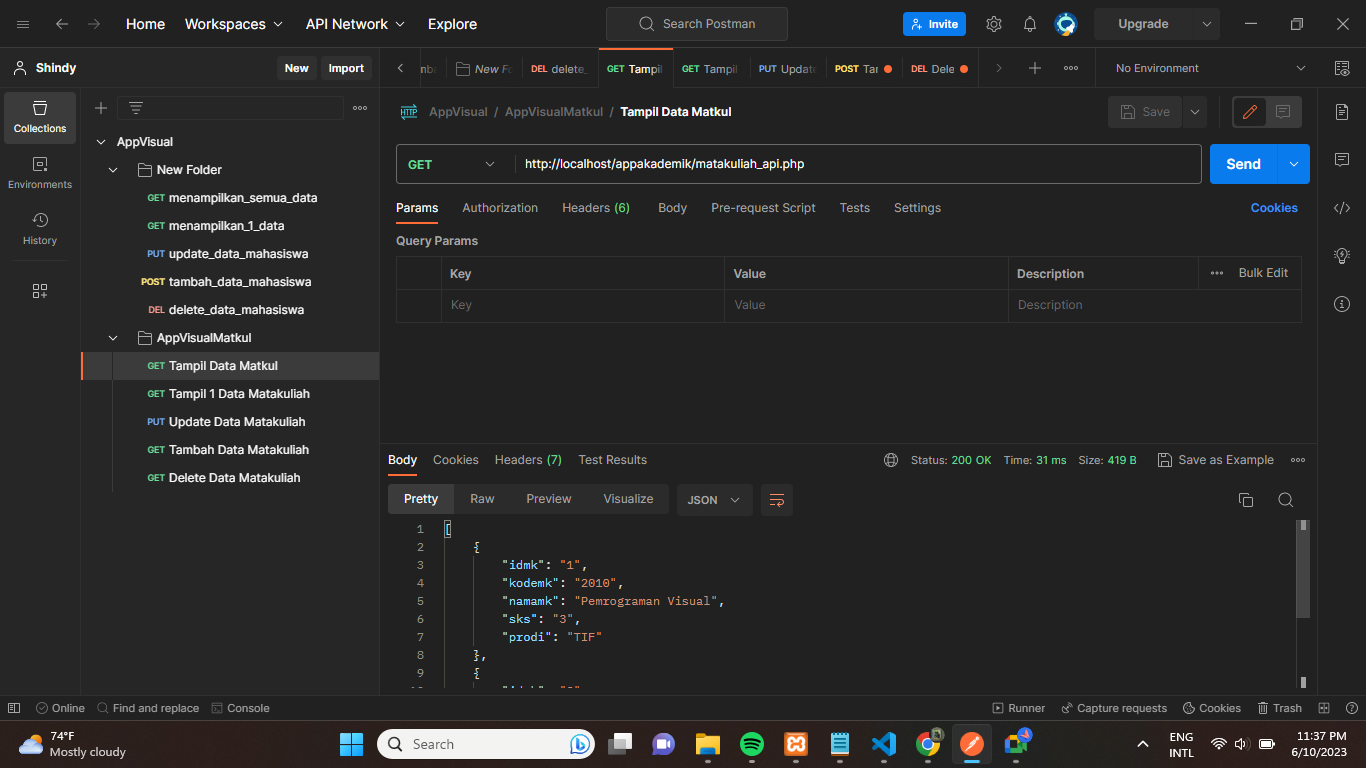 Home Workspaces API Network Explore Search Postman Invite Upgrade
Shindy New Import
New Fo DEL delete_ GET Tampil GET Tampil PUT Update POST Tar DEL Dele No Environment
Collections
Environments
History
AppVisual
New Folder
GET menampilkan_semua_data
GET menampilkan_1_data
PUT update_data_mahasiswa
POST tambah_data_mahasiswa
DEL delete_data_mahasiswa
AppVisualMatkul
GET Tampil Data Matkul
GET Tampil 1 Data Matakuliah
PUT Update Data Matakuliah
GET Tambah Data Matakuliah
GET Delete Data Matakuliah
HTTP AppVisual / AppVisualMatkul / Tampil Data Matkul Save
GET http://localhost/appakademik/matakuliah_api.php Send
Params Authorization Headers (6) Body Pre-request Script Tests Settings Cookies
Query Params
Key Value Description Bulk Edit
Key Value Description
Body Cookies Headers (7) Test Results Status: 200 OK Time: 31 ms Size: 419 B Save as Example
Pretty Raw Preview Visualize JSON
1 [
2 {
3 "idmk": "1",
4 "kodemk": "2010",
5 "namamk": "Pemrograman Visual",
6 "sks": "3",
7 "prodi": "TIF"
8 },
9 {
Online Find and replace Console Runner Capture requests Cookies Trash
74°F
Mostly cloudy
Search
ENG
INTL
11:37 PM
6/10/2023